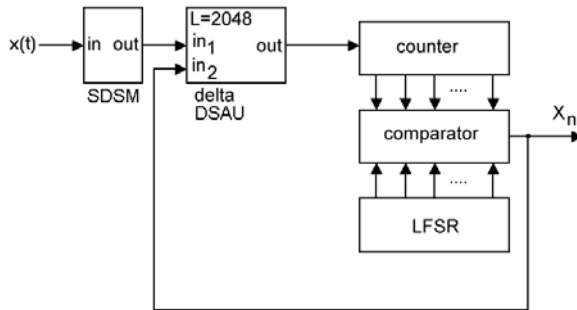 L=2048
x(t)
in out
in1
in2
out
SDSM
delta
DSAU
counter
....
comparator
Xn
....
LFSR